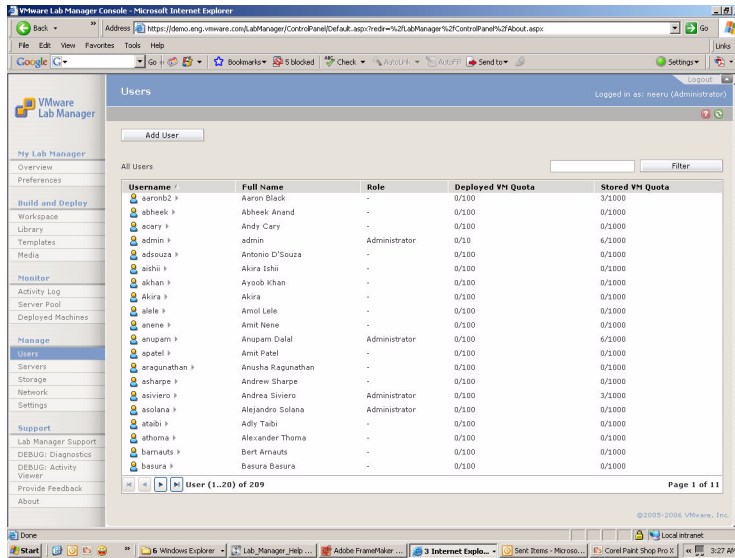 VMware Lab Manager Console - Microsoft Internet Explorer
Back
Address https://demo.eng.vmware.com/LabManager/ControlPanel/Default.aspx?redir=%2fLabManager%2fControlPanel%2fAbout.aspx
Go
File Edit View Favorites Tools Help
Links
Google G
Go
Bookmarks
5 blocked
Check
AutoLink
AutoFill
Send to
Settings
VMware
Lab Manager
Logout
Users
Logged in as: neeru (Administrator)
Add User
My Lab Manager
Overview
Preferences
Build and Deploy
Workspace
Library
Templates
Media
Monitor
Activity Log
Server Pool
Deployed Machines
Manage
Users
Servers
Storage
Network
Settings
Support
Lab Manager Support
DEBUG: Diagnostics
DEBUG: Activity
Viewer
Provide Feedback
About
All Users
Filter
Username Full Name Role Deployed VM Quota Stored VM Quota
aaronb2 Aaron Black - 0/100 3/1000
abheek Abheek Anand - 0/100 0/1000
acary Andy Cary - 0/100 0/1000
admin admin Administrator 0/10 6/1000
adsouza Antonio D'Souza - 0/100 0/1000
aishii Akira Ishii - 0/100 0/1000
akhan Ayoob Khan - 0/100 0/1000
Akira Akira - 0/100 0/1000
alele Amol Lele - 0/100 0/1000
anene Amit Nene - 0/100 0/1000
anupam Anupam Dalal Administrator 0/100 6/1000
apatel Amit Patel - 0/100 0/1000
aragunathan Anusha Ragunathan - 0/100 0/1000
asharpe Andrew Sharpe - 0/100 0/1000
asiviero Andrea Siviero Administrator 0/100 3/1000
asolana Alejandro Solana Administrator 0/100 0/1000
ataibi Adly Taibi - 0/100 0/1000
athoma Alexander Thoma - 0/100 0/1000
barnauts Bert Arnauts - 0/100 0/1000
basura Basura Basura - 0/100 0/1000
User (1..20) of 209
Page 1 of 11
©2005-2006 VMware, Inc.
Done
Local intranet
Start
6 Windows Explorer
Lab_Manager_Help ...
Adobe FrameMaker ...
3 Internet Explo...
Sent Items - Microso...
Corel Paint Shop Pro X
3:27 AM